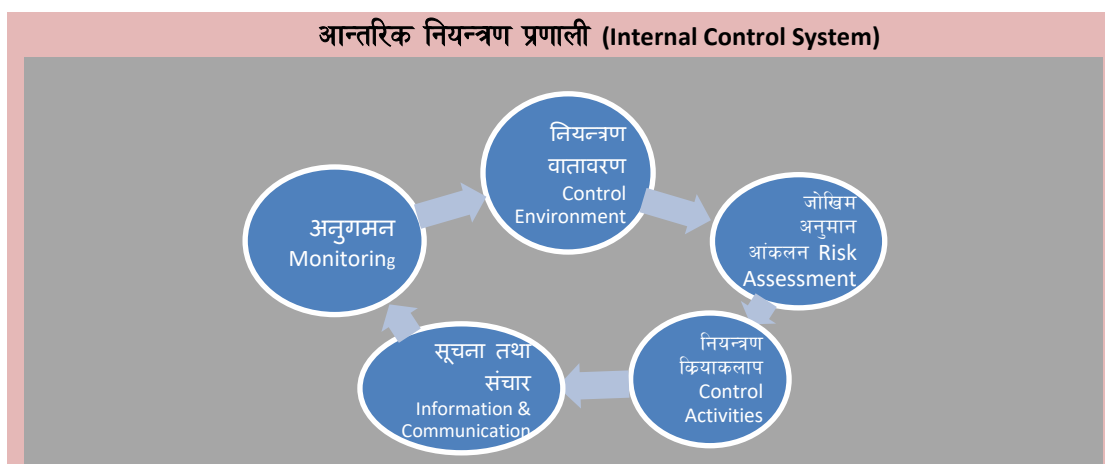 आन्तरिक नियन्त्रण प्रणाली (Internal Control System)
नियन्त्रण
वातावरण
Control
Environment
जोखिम
अनुमान
आंकलन Risk
Assessment
नियन्त्रण
क्रियाकलाप
Control
Activities
सूचना तथा
संचार
Information &
Communication
अनुगमन
Monitoring